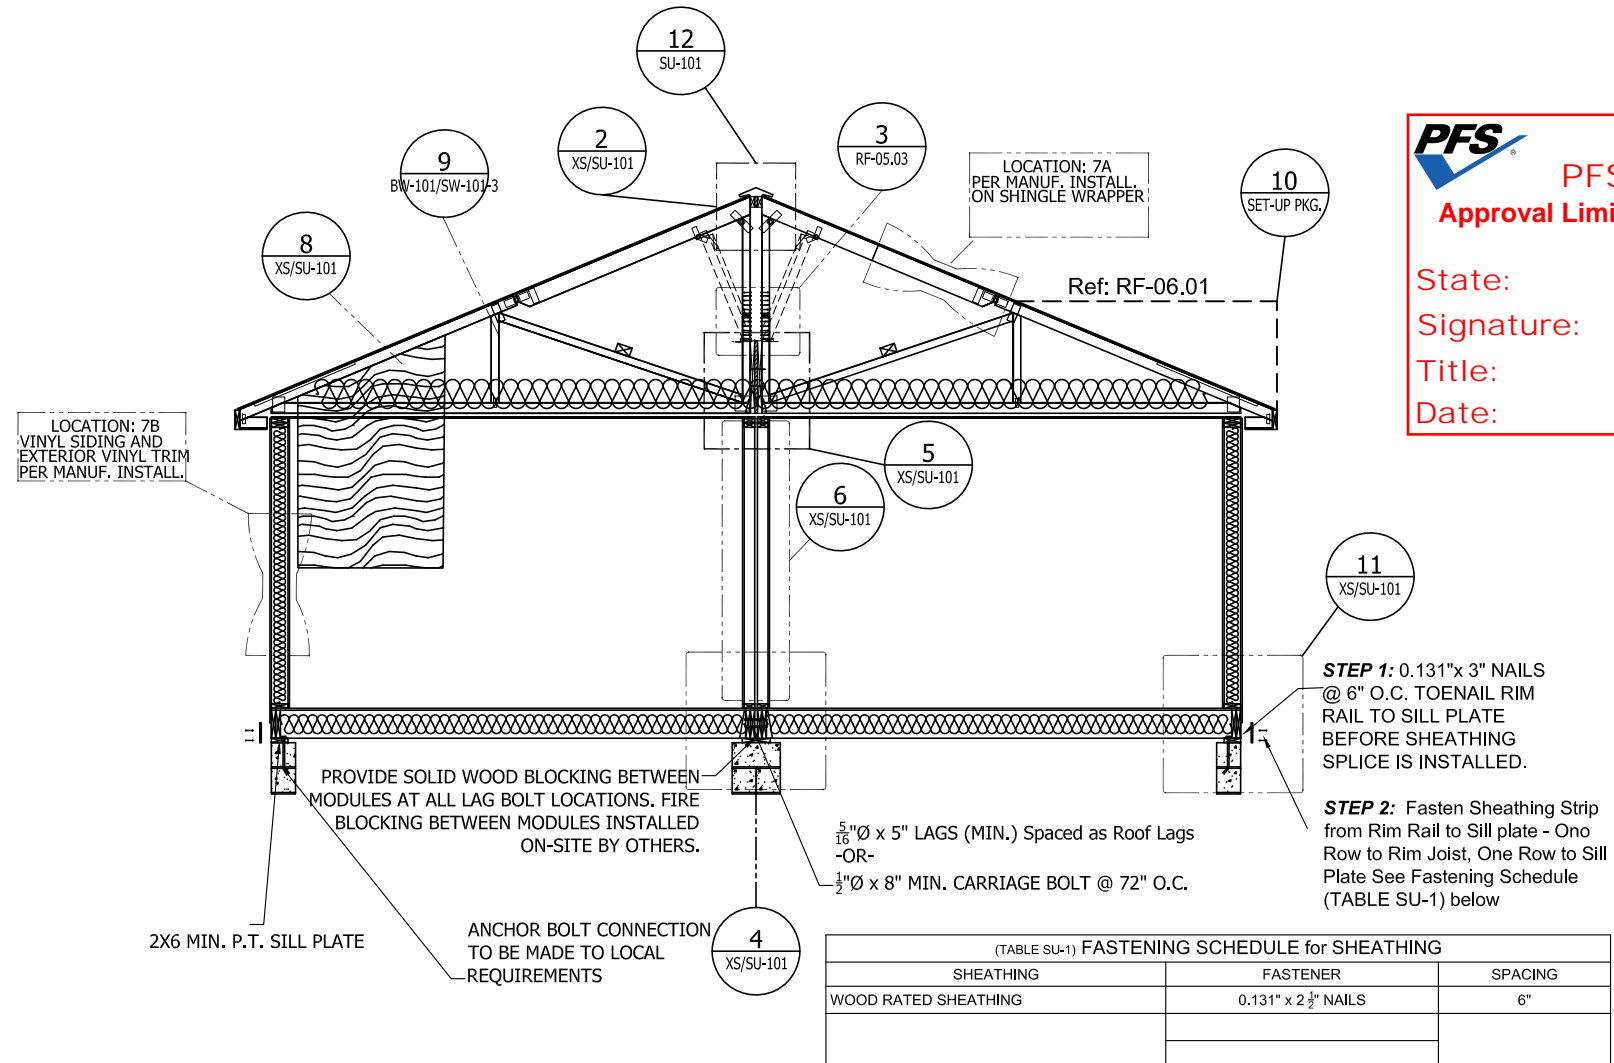 12
SU-101
2
XS/SU-101
3
RF-05.03
9
BW-101/SW-101-3
LOCATION: 7A
PER MANUF. INSTALL.
ON SHINGLE WRAPPER
10
SET-UP PKG.
8
XS/SU-101
Ref: RF-06.01
PFS
®
PFS
Approval Limi
State:
Signature:
Title:
Date:
LOCATION: 7B
VINYL SIDING AND
EXTERIOR VINYL TRIM
PER MANUF. INSTALL.
5
XS/SU-101
6
XS/SU-101
11
XS/SU-101
STEP 1: 0.131"x 3" NAILS
@ 6" O.C. TOENAIL RIM
RAIL TO SILL PLATE
BEFORE SHEATHING
SPLICE IS INSTALLED.
STEP 2: Fasten Sheathing Strip
from Rim Rail to Sill plate - Ono
Row to Rim Joist, One Row to Sill
Plate See Fastening Schedule
(TABLE SU-1) below
PROVIDE SOLID WOOD BLOCKING BETWEEN
MODULES AT ALL LAG BOLT LOCATIONS. FIRE
BLOCKING BETWEEN MODULES INSTALLED
ON-SITE BY OTHERS.
5/16"Ø x 5" LAGS (MIN.) Spaced as Roof Lags
-OR-
1/2"Ø x 8" MIN. CARRIAGE BOLT @ 72" O.C.
2X6 MIN. P.T. SILL PLATE
ANCHOR BOLT CONNECTION
TO BE MADE TO LOCAL
REQUIREMENTS
4
XS/SU-101
(TABLE SU-1) FASTENING SCHEDULE for SHEATHING
SHEATHING FASTENER SPACING
WOOD RATED SHEATHING 0.131" x 2 1/2" NAILS 6"